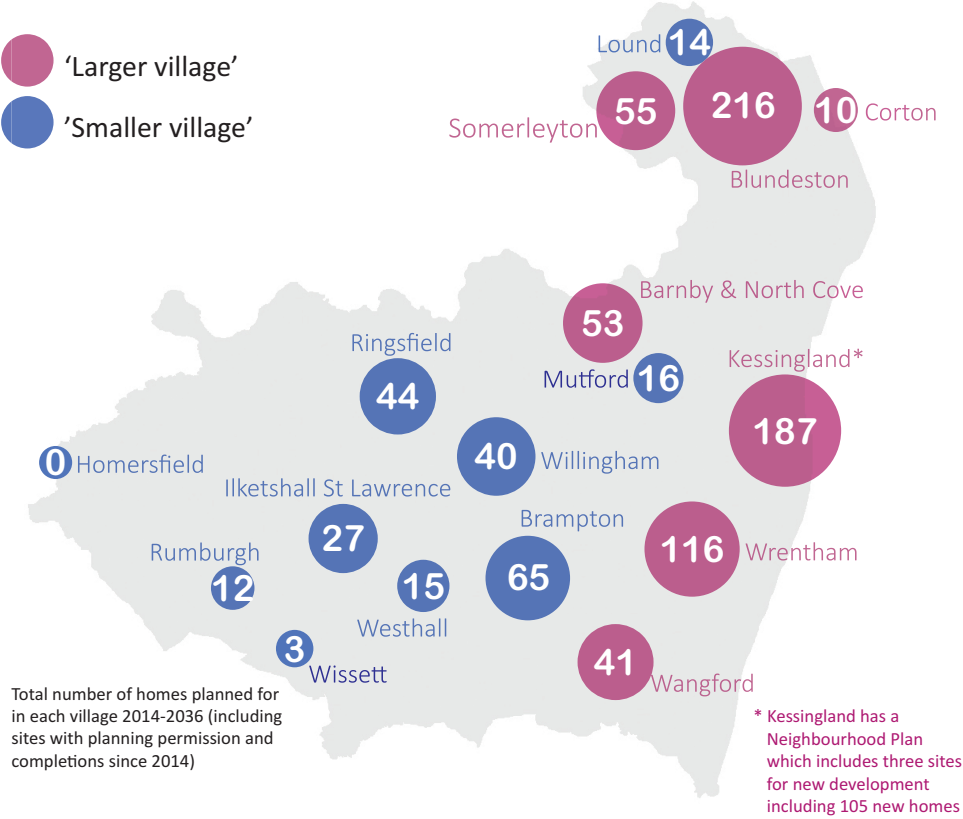 'Larger village'
’Smaller village’
Lound
14
55
216
10
Corton
Somerleyton
Blundeston
Barnby & North Cove
53
Ringsfield
44
Mutford
16
Kessingland*
187
0
Homersfield
40
Willingham
Ilketshall St Lawrence
27
Brampton
65
116
Wrentham
Rumburgh
12
15
Westhall
3
Wissett
41
Wangford
Total number of homes planned for
in each village 2014-2036 (including
sites with planning permission and
completions since 2014)
* Kessingland has a
Neighbourhood Plan
which includes three sites
for new development
including 105 new homes